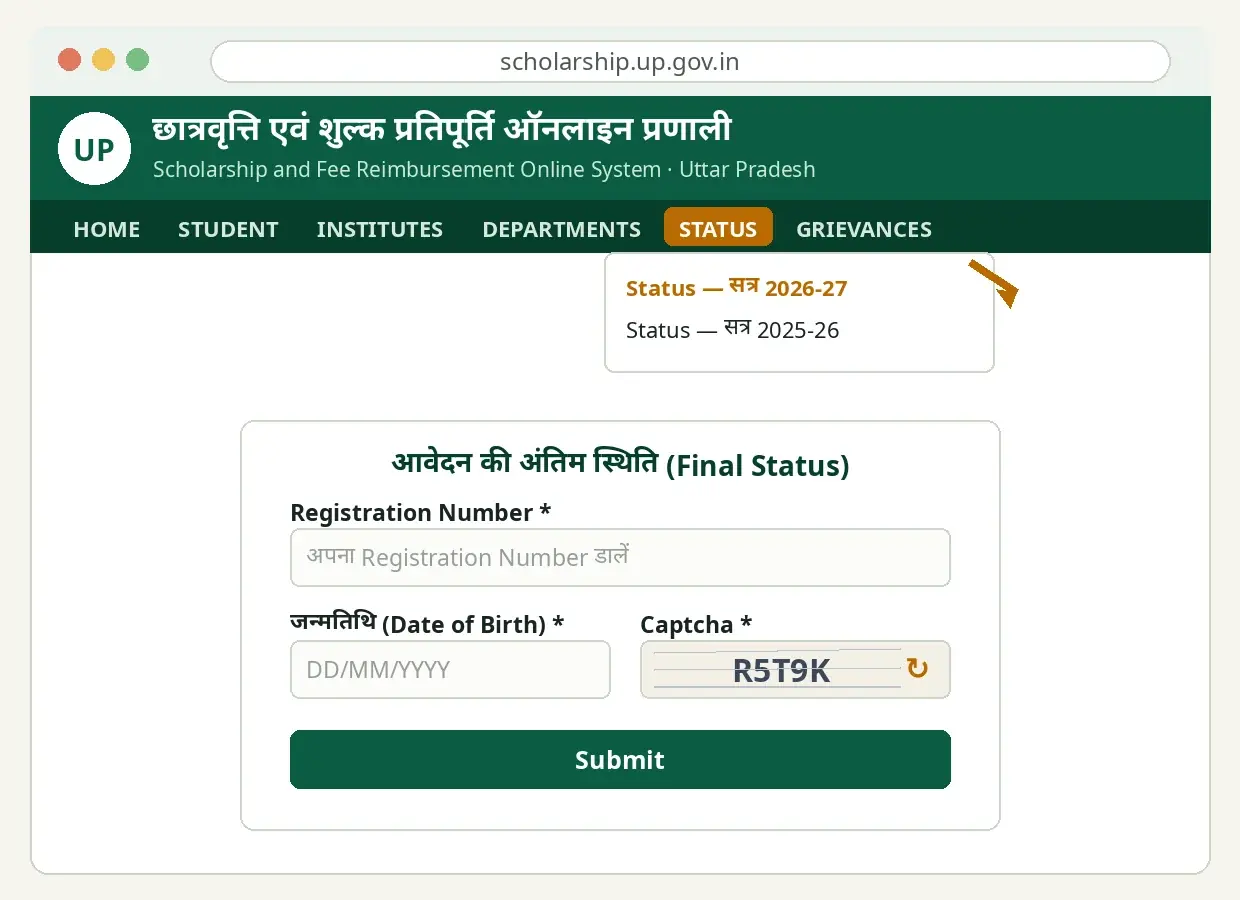 scholarship.up.gov.in
UP
छात्रवृत्ति एवं शुल्क प्रतिपूर्ति ऑनलाइन प्रणाली
Scholarship and Fee Reimbursement Online System · Uttar Pradesh
HOME STUDENT INSTITUTES DEPARTMENTS STATUS GRIEVANCES
Status — सत्र 2026-27
Status — सत्र 2025-26
आवेदन की अंतिम स्थिति (Final Status)
Registration Number *
अपना Registration Number डालें
जन्मतिथि (Date of Birth) * Captcha *
DD/MM/YYYY R5T9K ↻
Submit